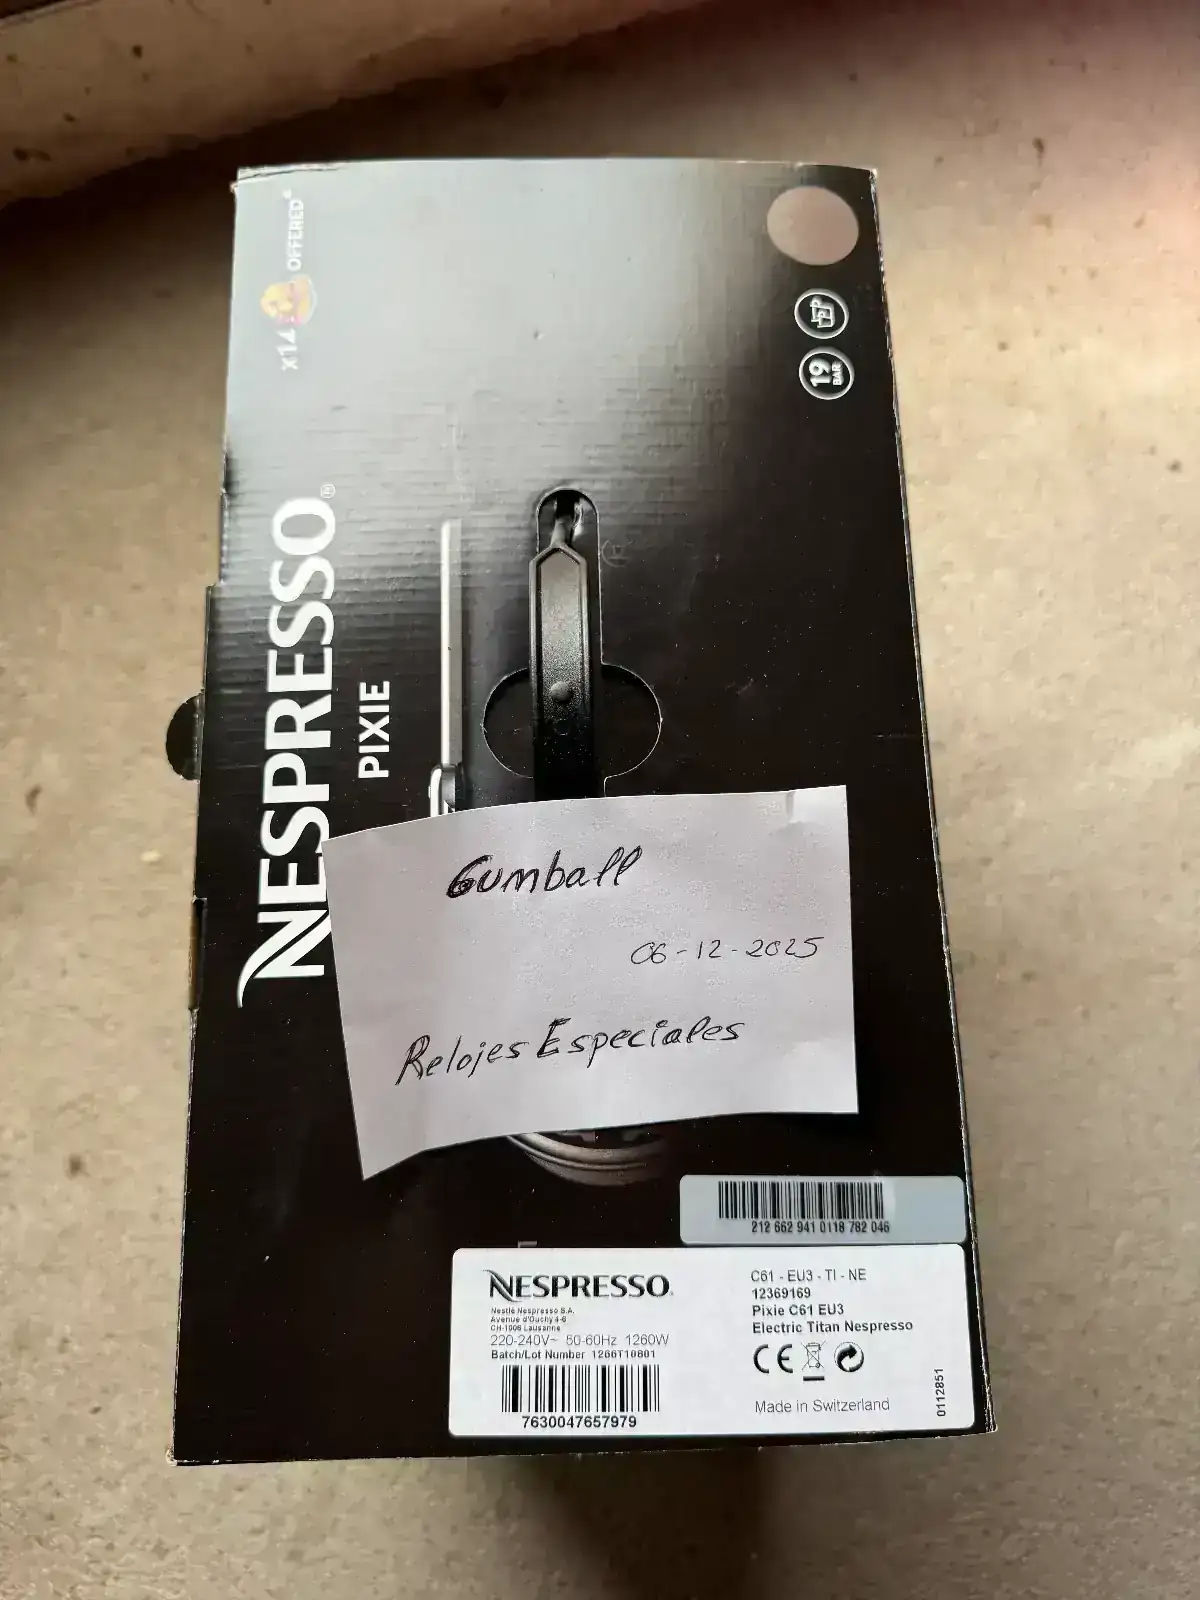 x14 OFFERED*
NESPRESSO®
PIXIE
19
BAR
Gumball
06-12-2025
Relojes Especiales
212 662 941 0118 782 046
NESPRESSO.
Nestlé Nespresso S.A.
Avenue d'Ouchy 4-6
CH-1006 Lausanne
220-240V~ 50-60Hz 1260W
Batch/Lot Number 1266T10801
7630047657979
C61 - EU3 - TI - NE
12369169
Pixie C61 EU3
Electric Titan Nespresso
CE
Made in Switzerland
0112851